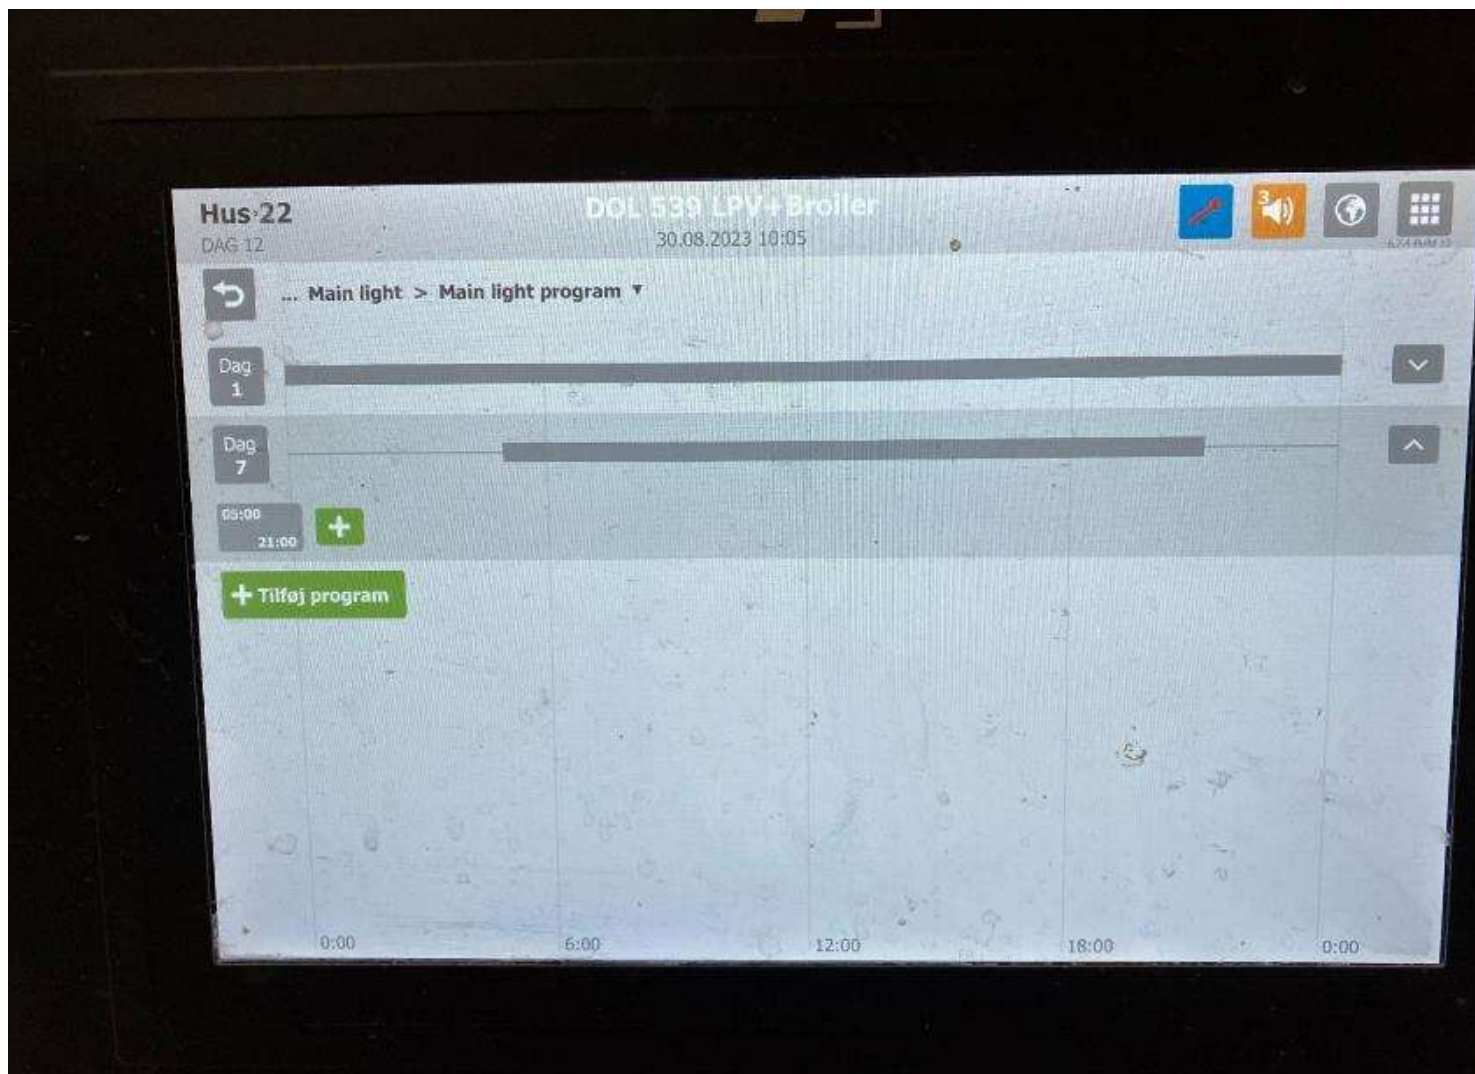 Hus 22
DOL 539 LPV+Broiler
DAG 12
30.08.2023 10:05
3
... Main light > Main light program ▼
Dag
1
Dag
7
05:00
21:00
+
+ Tilføj program
0:00 6:00 12:00 18:00 0:00